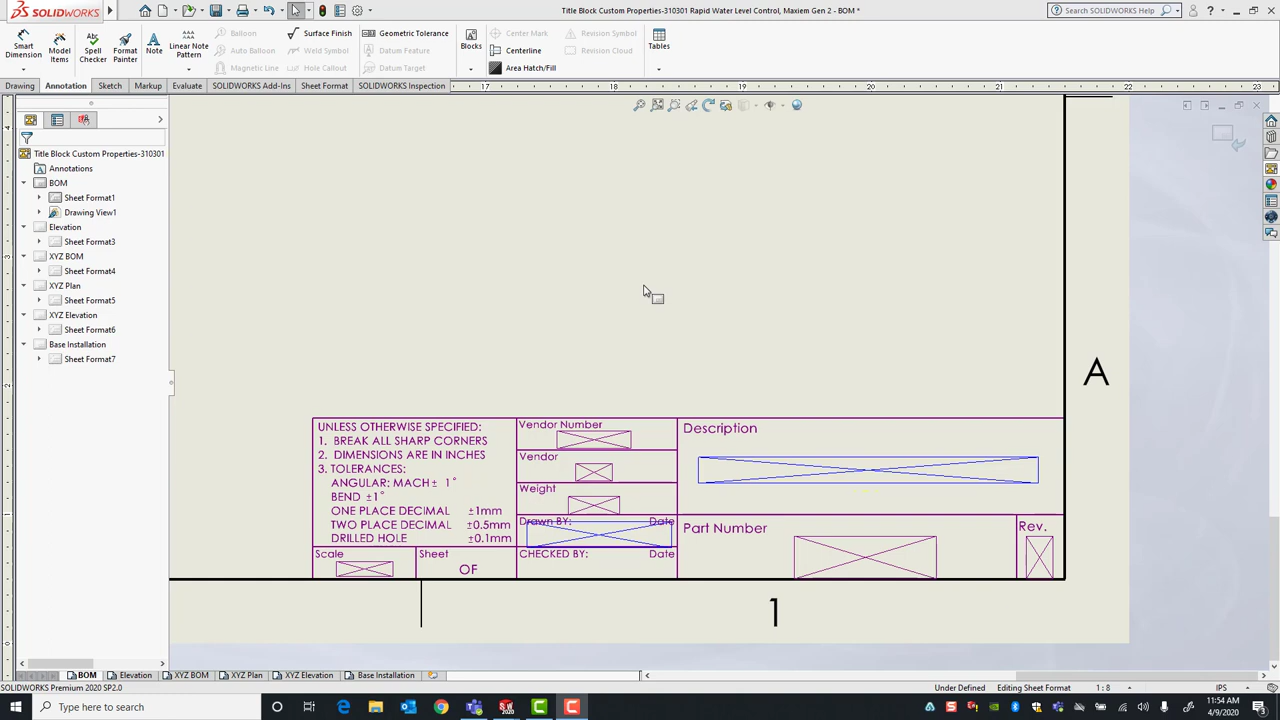 SOLIDWORKS
Title Block Custom Properties-310301 Rapid Water Level Control, Maxiem Gen 2 - BOM *
Search SOLIDWORKS Help
Smart Dimension
Model Items
Spell Checker
Format Painter
Note
Linear Note Pattern
Balloon
Auto Balloon
Magnetic Line
Surface Finish
Weld Symbol
Hole Callout
Geometric Tolerance
Datum Feature
Datum Target
Blocks
Center Mark
Centerline
Area Hatch/Fill
Revision Symbol
Revision Cloud
Tables
Drawing Annotation Sketch Markup Evaluate SOLIDWORKS Add-Ins Sheet Format SOLIDWORKS Inspection
17 18 19 20 21 22 23
Title Block Custom Properties-310301
Annotations
BOM
Sheet Format1
Drawing View1
Elevation
Sheet Format3
XYZ BOM
Sheet Format4
XYZ Plan
Sheet Format5
XYZ Elevation
Sheet Format6
Base Installation
Sheet Format7
A
UNLESS OTHERWISE SPECIFIED:
1. BREAK ALL SHARP CORNERS
2. DIMENSIONS ARE IN INCHES
3. TOLERANCES:
ANGULAR: MACH± 1°
BEND ±1°
ONE PLACE DECIMAL ±1mm
TWO PLACE DECIMAL ±0.5mm
DRILLED HOLE ±0.1mm
Scale
Sheet
OF
Vendor Number
Vendor
Weight
Drawn BY: Date
CHECKED BY: Date
Description
Part Number
Rev.
1
BOM Elevation XYZ BOM XYZ Plan XYZ Elevation Base Installation
SOLIDWORKS Premium 2020 SP2.0
Under Defined Editing Sheet Format 1 : 8 IPS
Type here to search
11:54 AM
4/9/2020